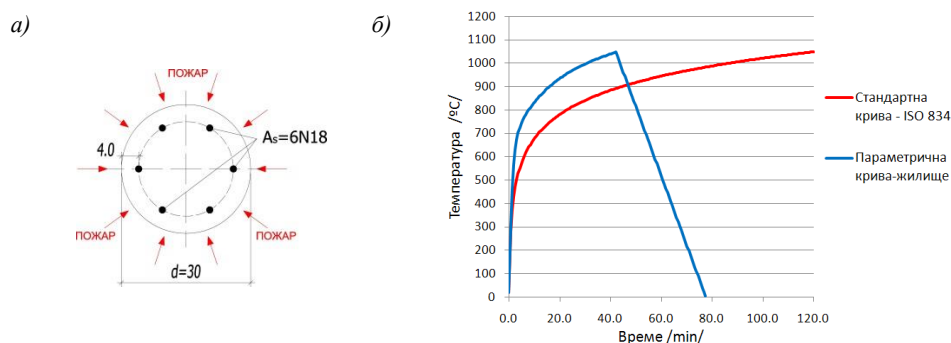 а)
ПОЖАР
4.0
As=6N18
ПОЖАР
ПОЖАР
d=30
б)
Температура /ºC/
1200
1100
1000
900
800
700
600
500
400
300
200
100
0
0.0 20.0 40.0 60.0 80.0 100.0 120.0
Време /min/
Стандартна
крива - ISO 834
Параметрична
крива-жилище